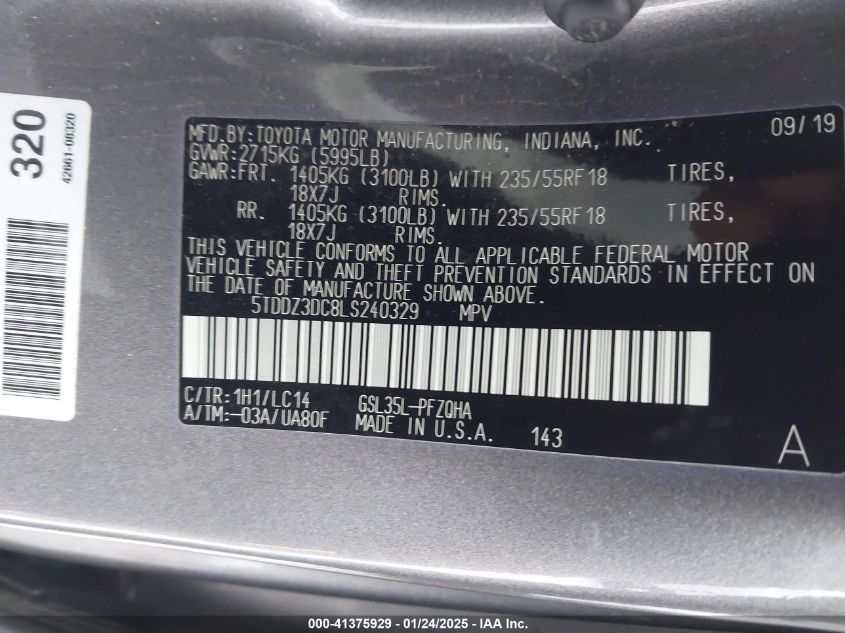 320
42661-08320
MFD.BY:TOYOTA MOTOR MANUFACTURING, INDIANA, INC. 09/19
GVWR:2715KG (5995LB)
GAWR:FRT. 1405KG (3100LB) WITH 235/55RF18 TIRES,
18X7J RIMS.
RR. 1405KG (3100LB) WITH 235/55RF18 TIRES,
18X7J RIMS.
THIS VEHICLE CONFORMS TO ALL APPLICABLE FEDERAL MOTOR
VEHICLE SAFETY AND THEFT PREVENTION STANDARDS IN EFFECT ON
THE DATE OF MANUFACTURE SHOWN ABOVE.
5TDDZ3DC8LS240329 MPV
C/TR:1H1/LC14 GSL35L-PFZQHA
A/TM:-03A/UA80F MADE IN U.S.A. 143 A
000-41375929 - 01/24/2025 - IAA Inc.